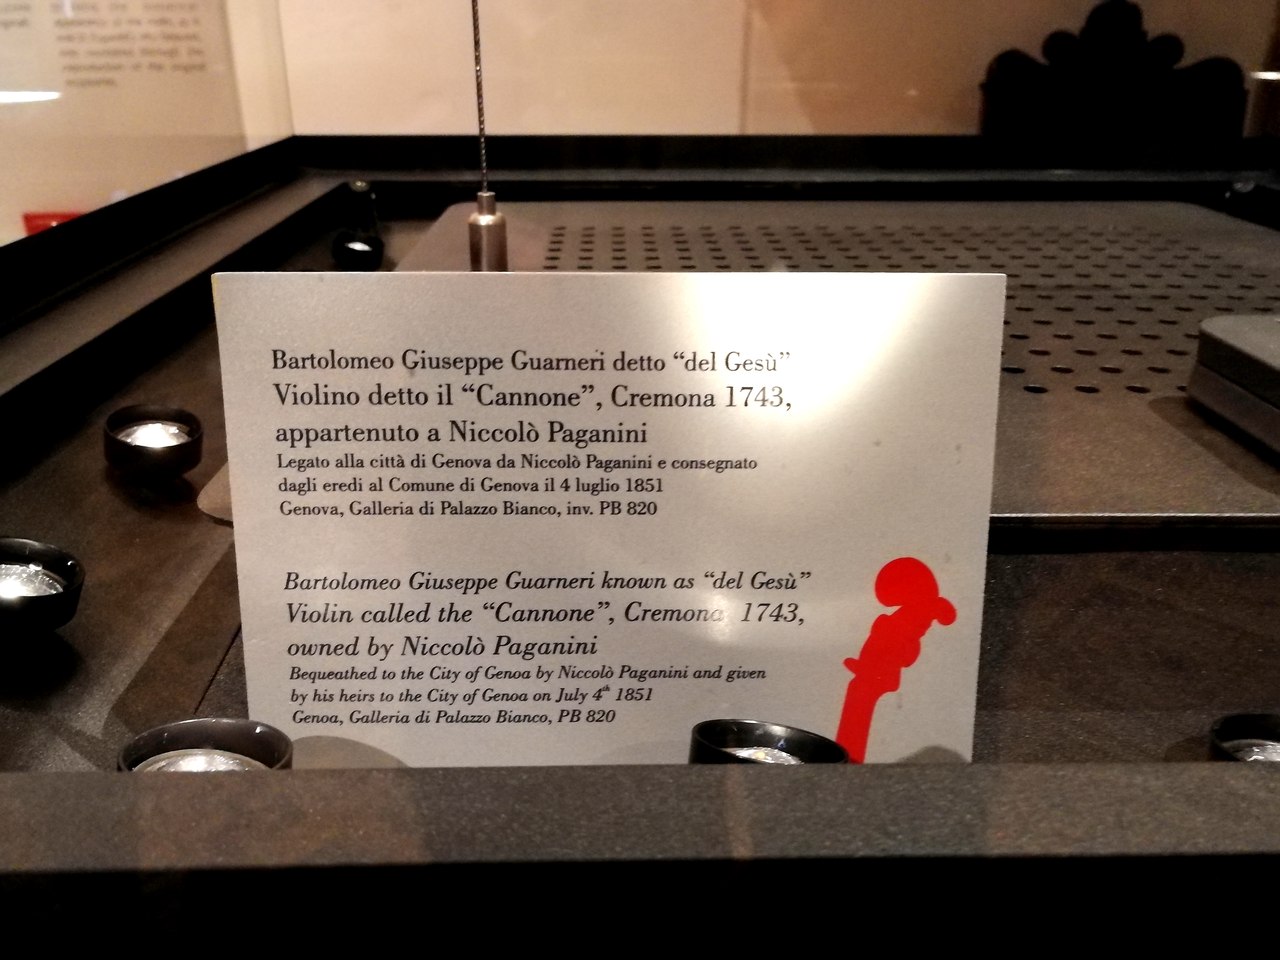 Bartolomeo Giuseppe Guarneri detto “del Gesù”
Violino detto il “Cannone”, Cremona 1743,
appartenuto a Niccolò Paganini
Legato alla città di Genova da Niccolò Paganini e consegnato
dagli eredi al Comune di Genova il 4 luglio 1851
Genova, Galleria di Palazzo Bianco, inv. PB 820
Bartolomeo Giuseppe Guarneri known as “del Gesù”
Violin called the “Cannone”, Cremona 1743,
owned by Niccolò Paganini
Bequeathed to the City of Genoa by Niccolò Paganini and given
by his heirs to the City of Genoa on July 4th 1851
Genoa, Galleria di Palazzo Bianco, PB 820